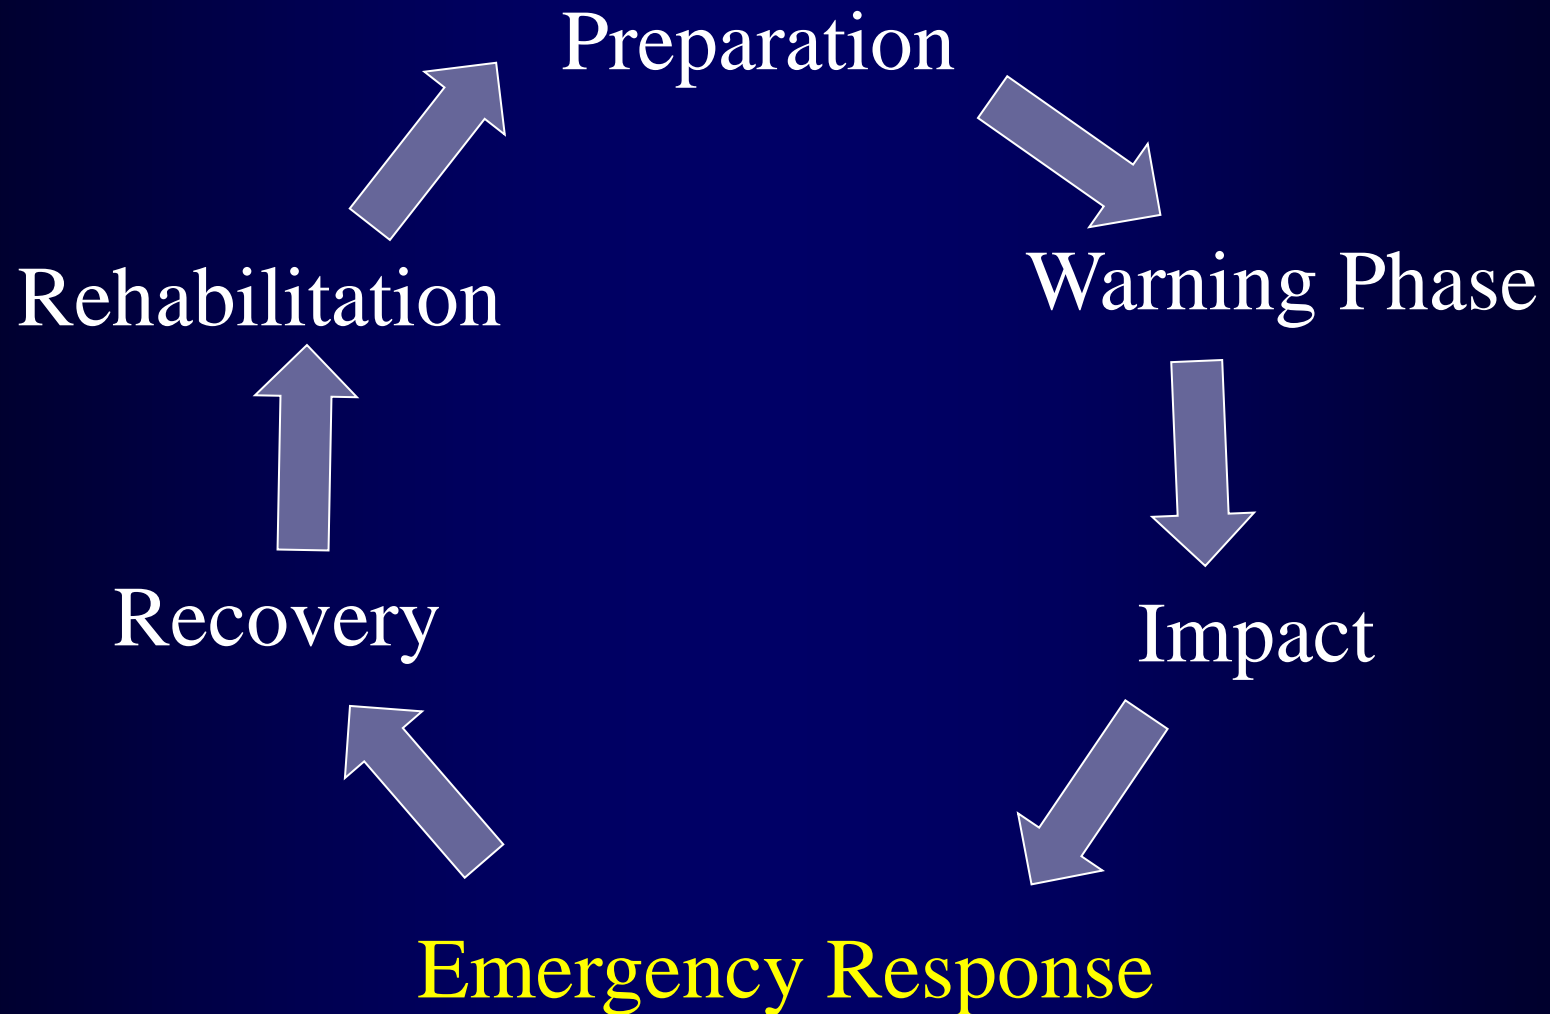 Preparation
Warning Phase
Rehabilitation
Recovery
Impact
Emergency Response